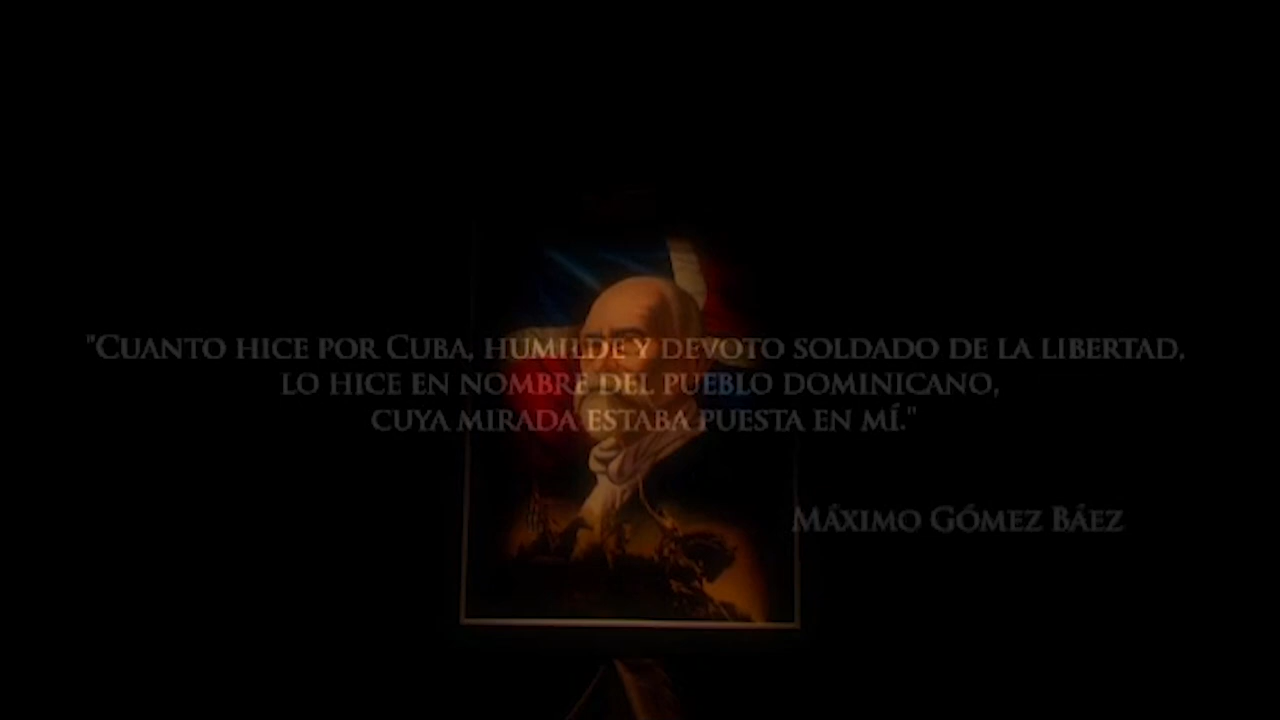 "Cuanto hice por Cuba, humilde y devoto soldado de la libertad,
lo hice en nombre del pueblo dominicano,
cuya mirada estaba puesta en mí."
Máximo Gómez Báez